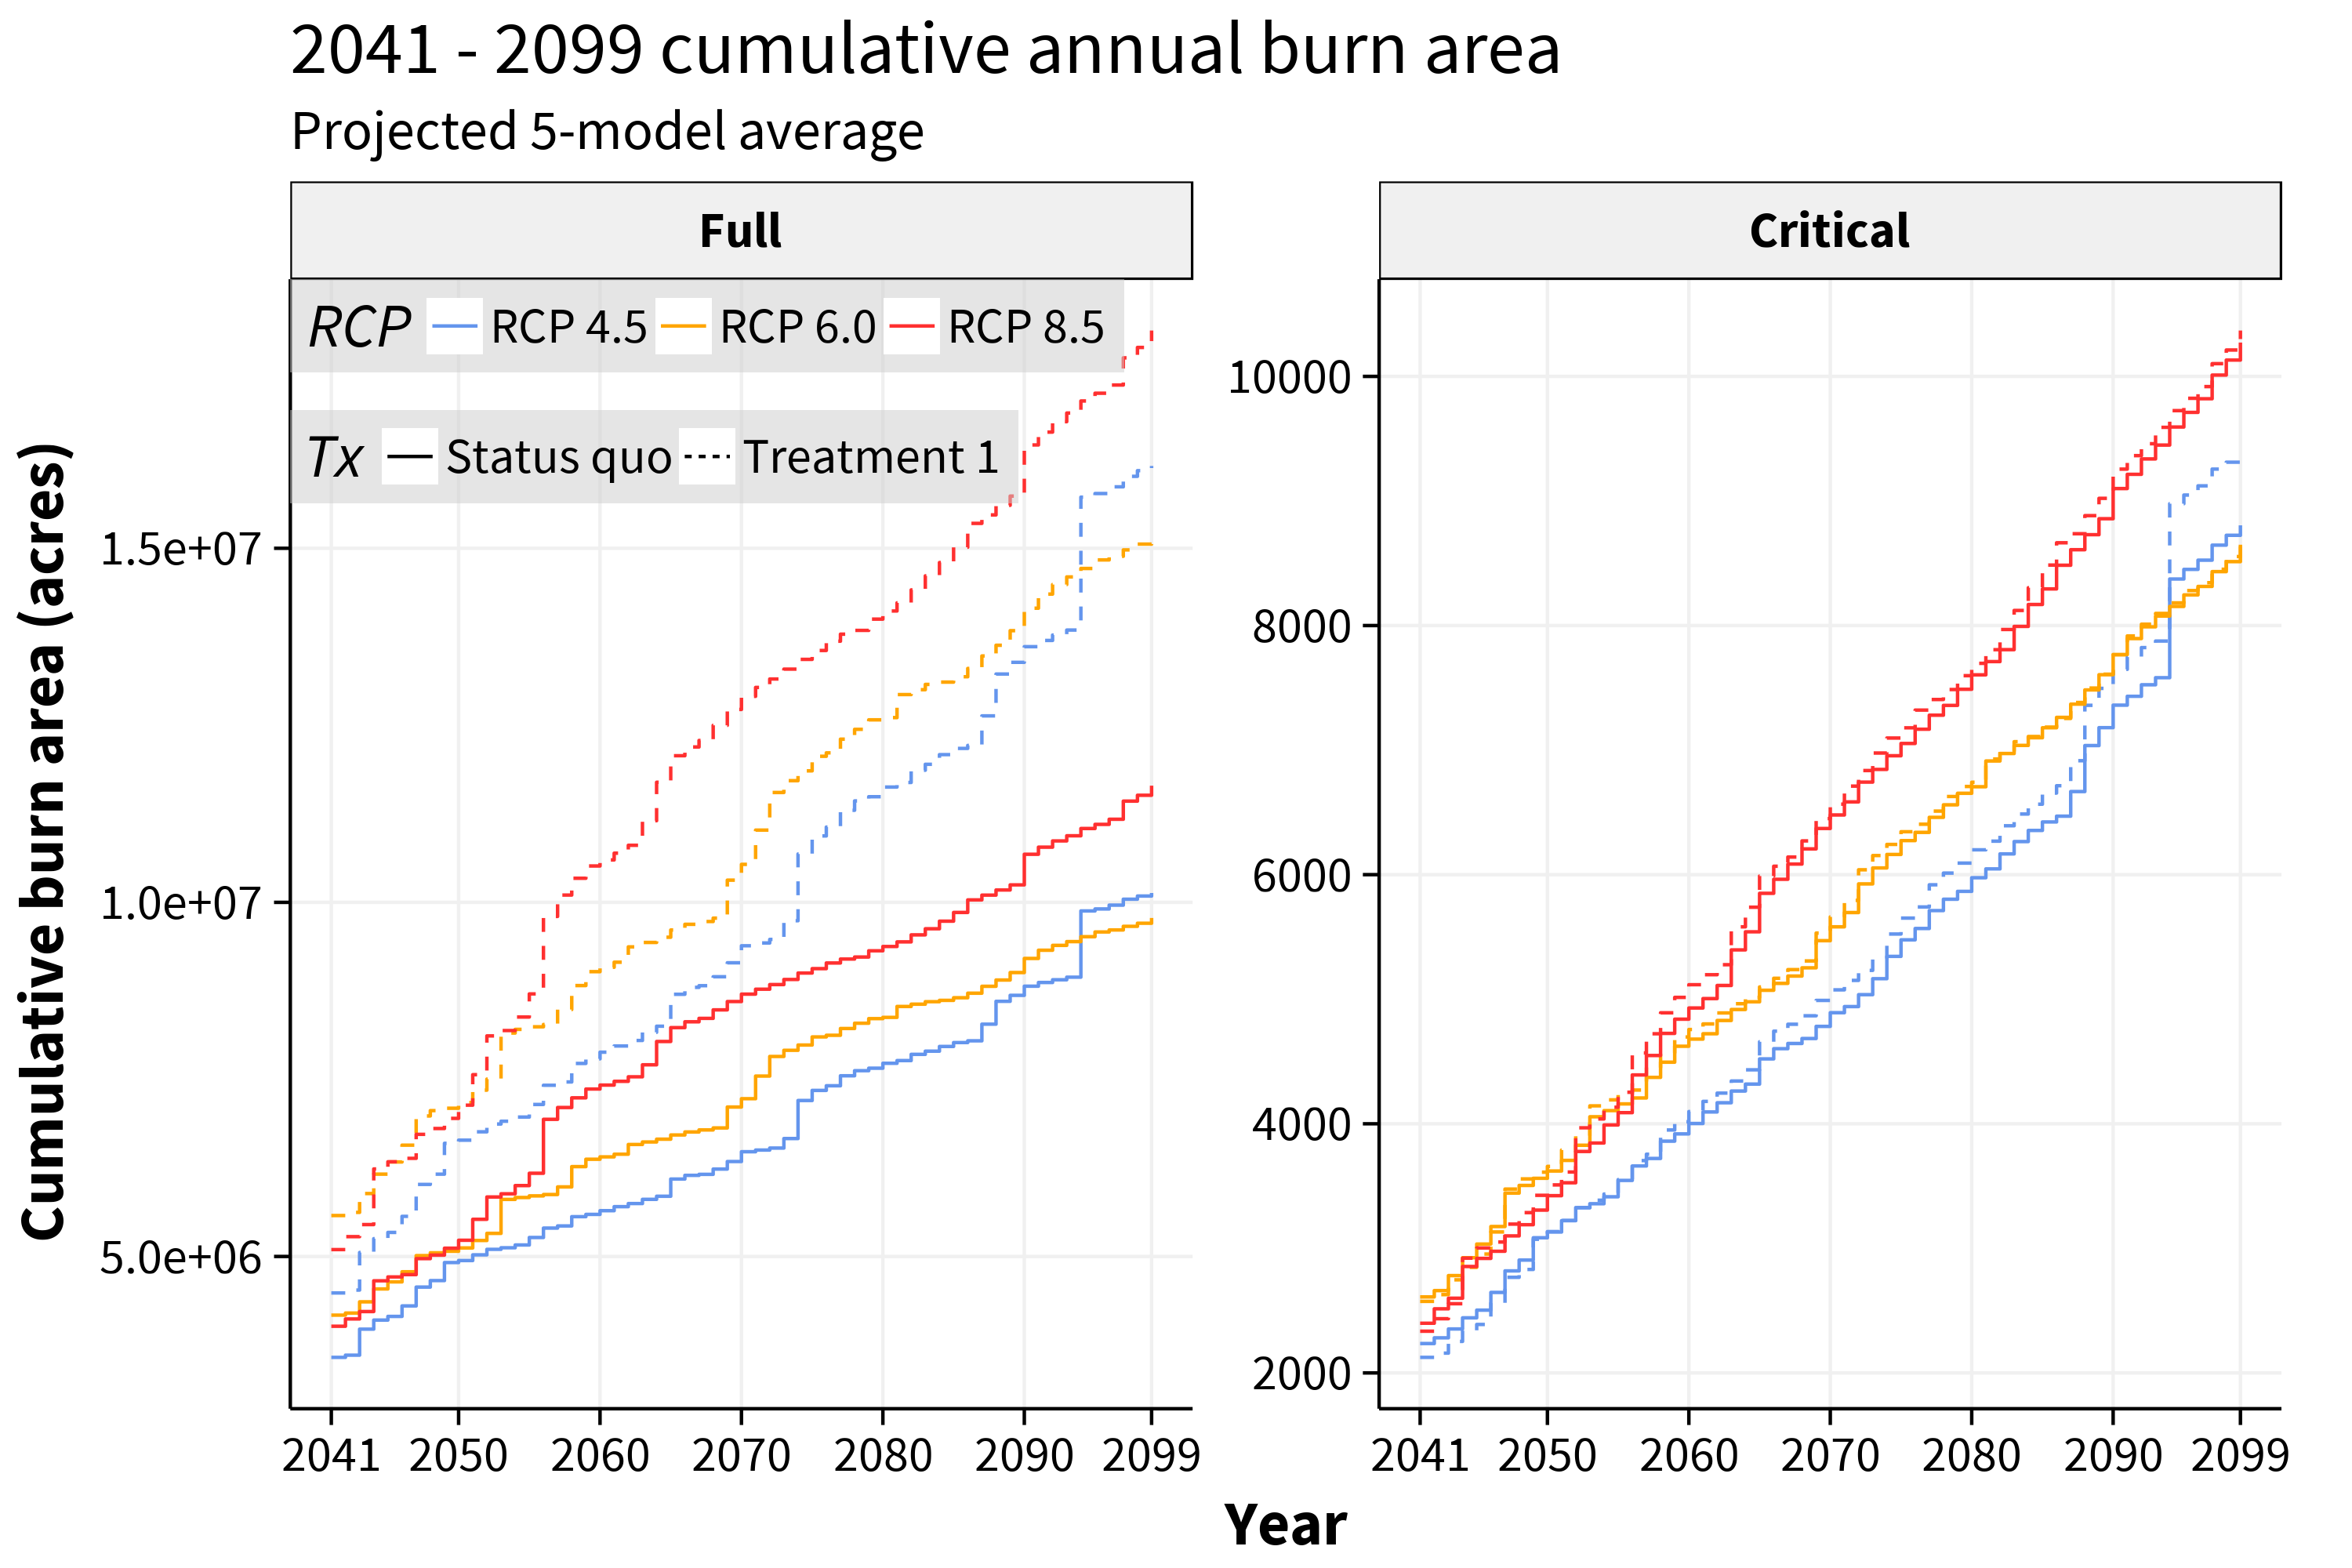 2041 - 2099 cumulative annual burn area
Projected 5-model average
Full
Critical
RCP RCP 4.5 RCP 6.0 RCP 8.5
Tx Status quo Treatment 1
Cumulative burn area (acres)
1.5e+07
1.0e+07
5.0e+06
10000
8000
6000
4000
2000
2041 2050 2060 2070 2080 2090 2099
2041 2050 2060 2070 2080 2090 2099
Year